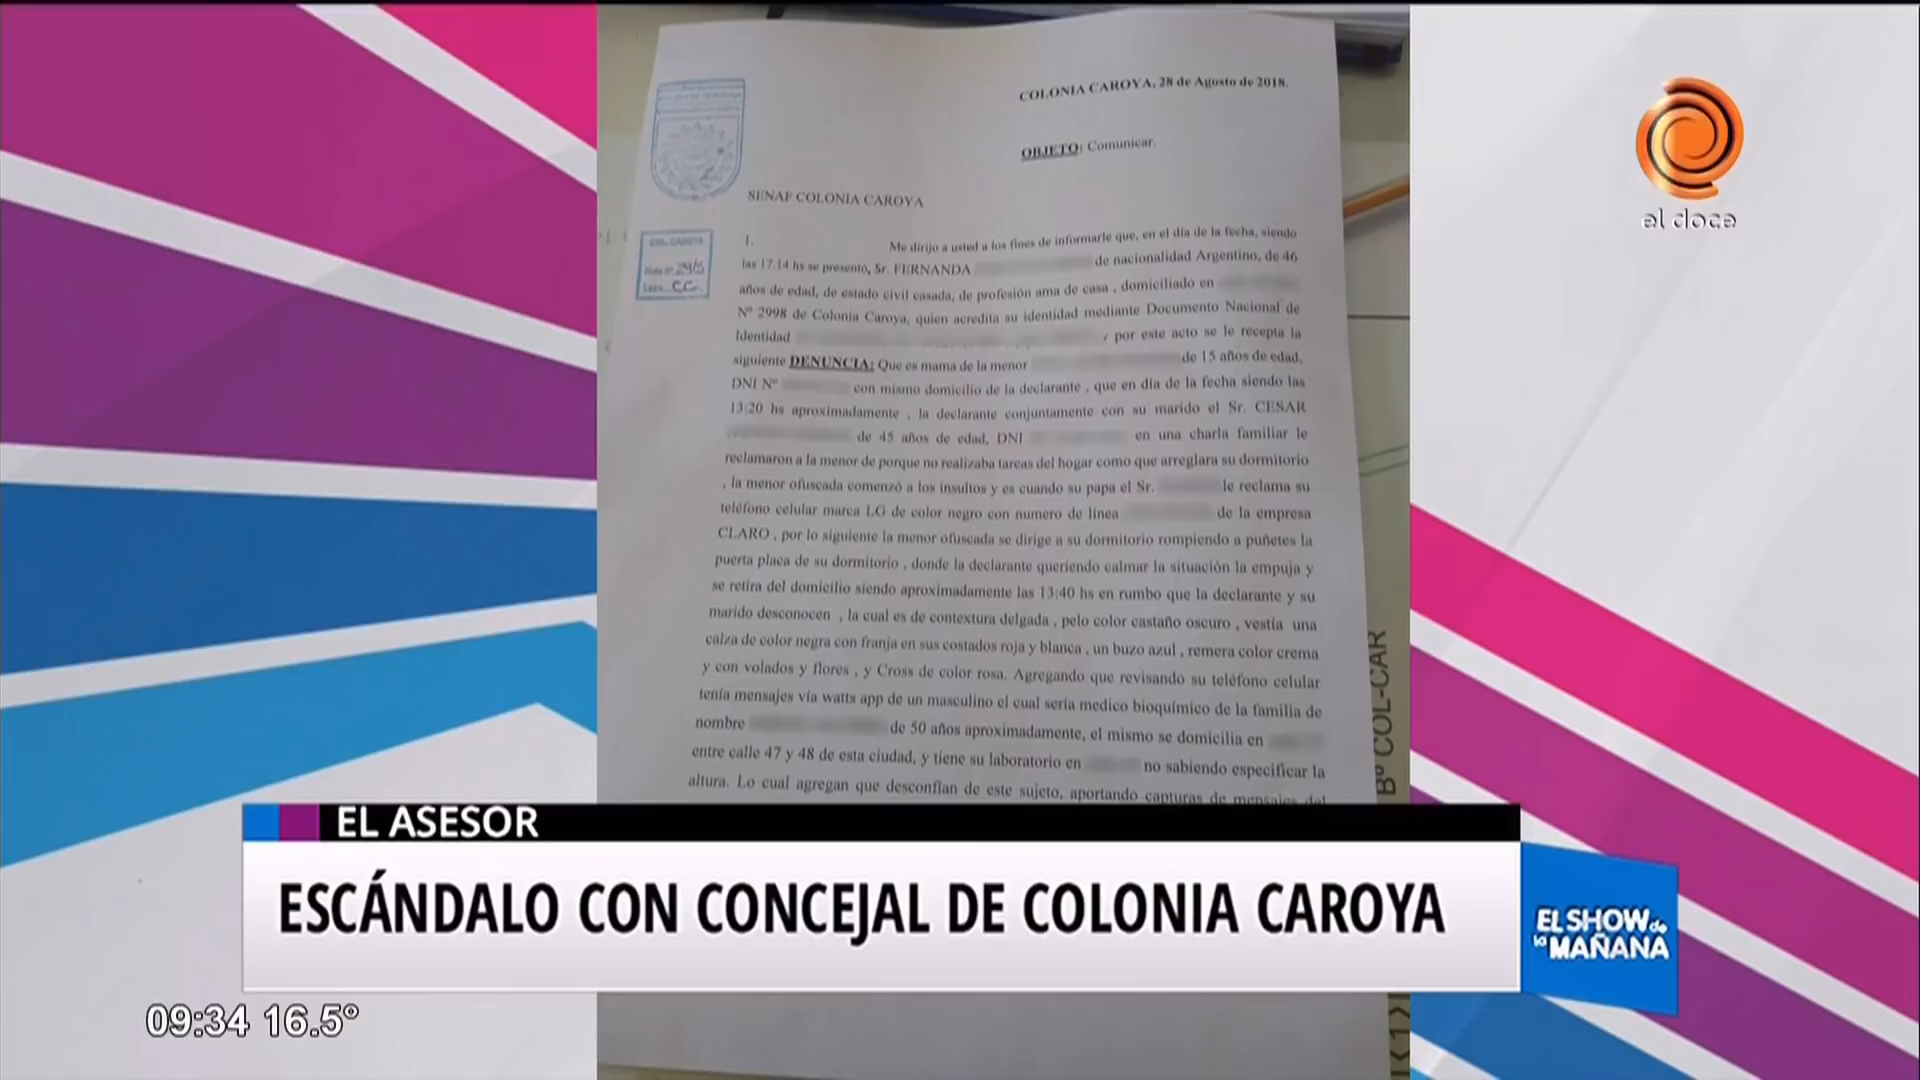 COLONIA CAROYA, 28 de Agosto de 2018.
OBJETO: Comunicar.
SENAF COLONIA CAROYA
COL. CAROYA
1. Me dirijo a usted a los fines de informarle que, en el día de la fecha, siendo
las 17.14 hs se presentó, Sr. FERNANDA de nacionalidad Argentino, de 46
años de edad, de estado civil casada, de profesión ama de casa , domiciliado en
Nº 2998 de Colonia Caroya, quien acredita su identidad mediante Documento Nacional de
Identidad y por este acto se le recepta la
siguiente DENUNCIA: Que es mama de la menor de 15 años de edad,
DNI Nº con mismo domicilio de la declarante , que en día de la fecha siendo las
13:20 hs aproximadamente , la declarante conjuntamente con su marido el Sr. CESAR
de 45 años de edad, DNI en una charla familiar le
reclamaron a la menor de porque no realizaba tareas del hogar como que arreglara su dormitorio
, la menor ofuscada comenzó a los insultos y es cuando su papa el Sr. le reclama su
teléfono celular marca LG de color negro con numero de línea de la empresa
CLARO , por lo siguiente la menor ofuscada se dirige a su dormitorio rompiendo a puñetes la
puerta placa de su dormitorio , donde la declarante queriendo calmar la situación la empuja y
se retira del domicilio siendo aproximadamente las 13:40 hs en rumbo que la declarante y su
marido desconocen , la cual es de contextura delgada , pelo color castaño oscuro , vestía una
calza de color negra con franja en sus costados roja y blanca , un buzo azul , remera color crema
y con volados y flores , y Cross de color rosa. Agregando que revisando su teléfono celular
tenía mensajes vía watts app de un masculino el cual sería medico bioquímico de la familia de
nombre de 50 años aproximadamente, el mismo se domicilia en
entre calle 47 y 48 de esta ciudad, y tiene su laboratorio en no sabiendo especificar la
altura. Lo cual agregan que desconfían de este sujeto, aportando capturas de mensajes del
Bº COL-CAR
el doce
EL ASESOR
ESCÁNDALO CON CONCEJAL DE COLONIA CAROYA
EL SHOW de
la MAÑANA
09:34 16.5°